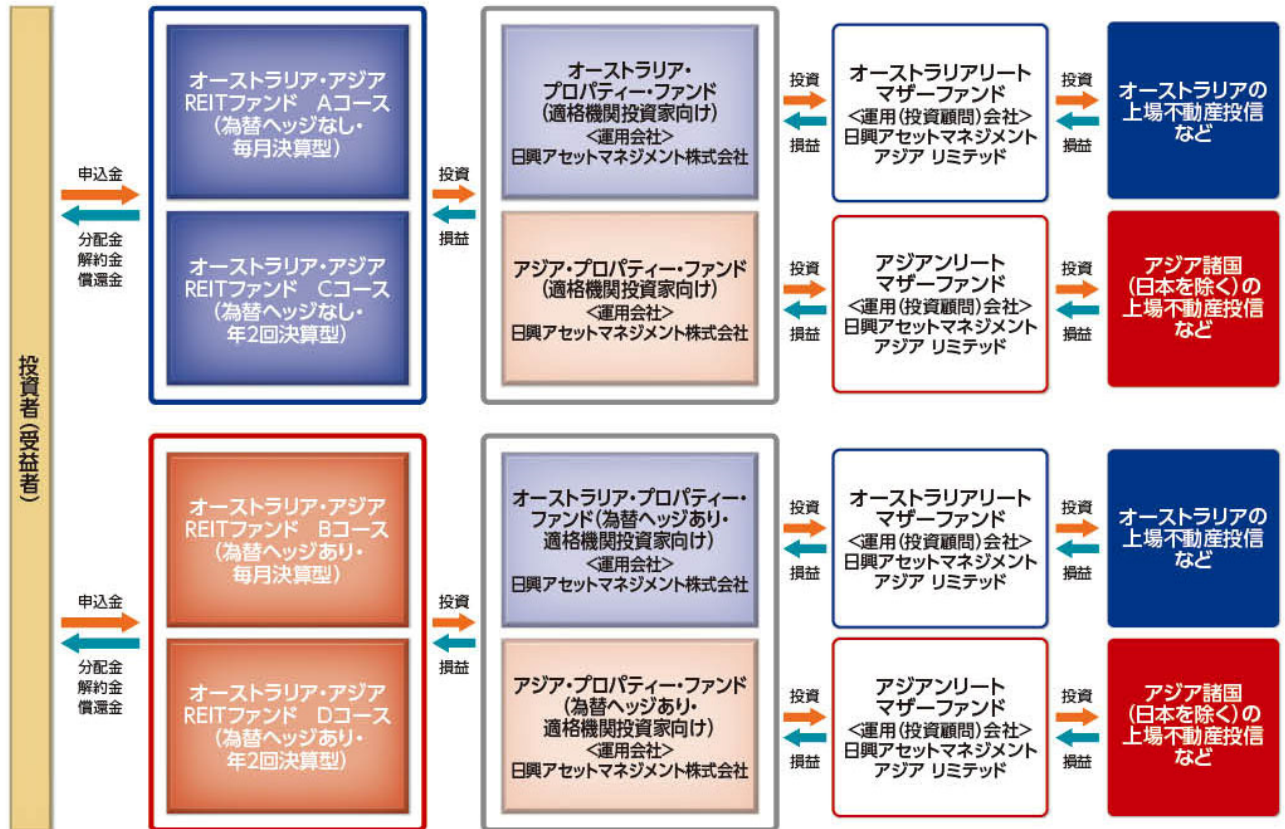 投資者(受益者)
申込金
分配金
解約金
償還金
オーストラリア・アジア
REITファンド Aコース
(為替ヘッジなし・
毎月決算型)
オーストラリア・アジア
REITファンド Cコース
(為替ヘッジなし・
年2回決算型)
投資
損益
オーストラリア・
プロパティー・ファンド
(適格機関投資家向け)
<運用会社>
日興アセットマネジメント株式会社
投資
損益
オーストラリアリート
マザーファンド
<運用(投資顧問)会社>
日興アセットマネジメント
アジア リミテッド
投資
損益
オーストラリアの
上場不動産投信
など
アジア・プロパティー・ファンド
(適格機関投資家向け)
<運用会社>
日興アセットマネジメント株式会社
投資
損益
アジアンリート
マザーファンド
<運用(投資顧問)会社>
日興アセットマネジメント
アジア リミテッド
投資
損益
アジア諸国
(日本を除く)の
上場不動産投信
など
申込金
分配金
解約金
償還金
オーストラリア・アジア
REITファンド Bコース
(為替ヘッジあり・
毎月決算型)
オーストラリア・アジア
REITファンド Dコース
(為替ヘッジあり・
年2回決算型)
投資
損益
オーストラリア・プロパティー・
ファンド(為替ヘッジあり・
適格機関投資家向け)
<運用会社>
日興アセットマネジメント株式会社
投資
損益
オーストラリアリート
マザーファンド
<運用(投資顧問)会社>
日興アセットマネジメント
アジア リミテッド
投資
損益
オーストラリアの
上場不動産投信
など
アジア・プロパティー・ファンド
(為替ヘッジあり・
適格機関投資家向け)
<運用会社>
日興アセットマネジメント株式会社
投資
損益
アジアンリート
マザーファンド
<運用(投資顧問)会社>
日興アセットマネジメント
アジア リミテッド
投資
損益
アジア諸国
(日本を除く)の
上場不動産投信
など